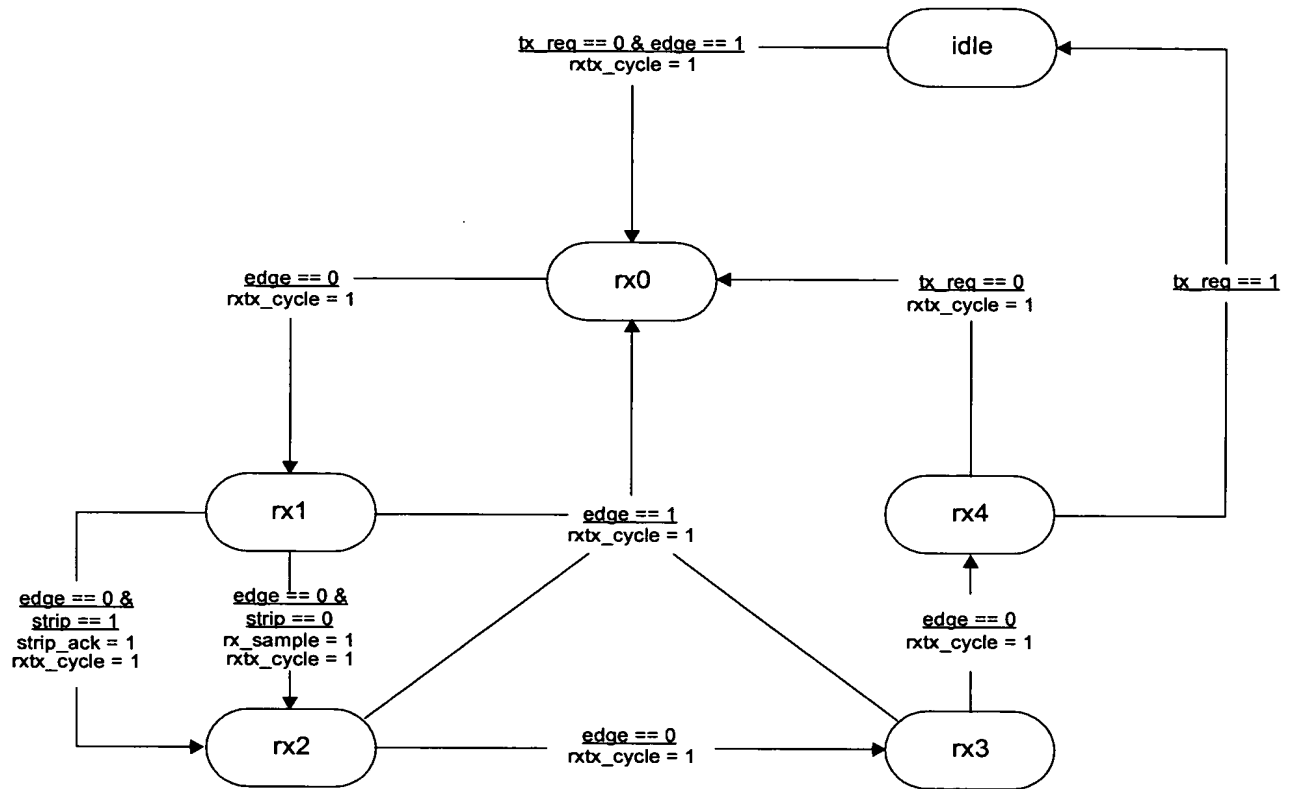 tx_req == 0 & edge == 1
rxtx_cycle = 1
idle
edge == 0
rxtx_cycle = 1
rx0
tx_req == 0
rxtx_cycle = 1
tx_req == 1
rx1
edge == 1
rxtx_cycle = 1
rx4
edge == 0 &
strip == 1
strip_ack = 1
rxtx_cycle = 1
edge == 0 &
strip == 0
rx_sample = 1
rxtx_cycle = 1
edge == 0
rxtx_cycle = 1
rx2
edge == 0
rxtx_cycle = 1
rx3